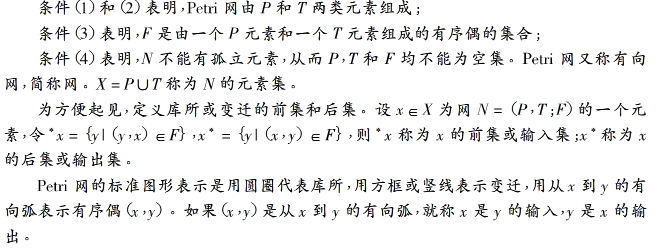 条件(1)和(2)表明,Petri 网由 P 和 T 两类元素组成;
条件(3)表明,F 是由一个 P 元素和一个 T 元素组成的有序偶的集合;
条件(4)表明,N 不能有孤立元素,从而 P,T 和 F 均不能为空集。Petri 网又称有向
网,简称网。X=P∪T 称为 N 的元素集。
为方便起见,定义库所或变迁的前集和后集。设 x∈X 为网 N=(P,T;F)的一个元
素,令*x={y|(y,x)∈F},x*={y|(x,y)∈F},则*x 称为 x 的前集或输入集;x*称为 x
的后集或输出集。
Petri 网的标准图形表示是用圆圈代表库所,用方框或竖线表示变迁,用从 x 到 y 的有
向弧表示有序偶(x,y)。如果(x,y)是从 x 到 y 的有向弧,就称 x 是 y 的输入,y 是 x 的输
出。